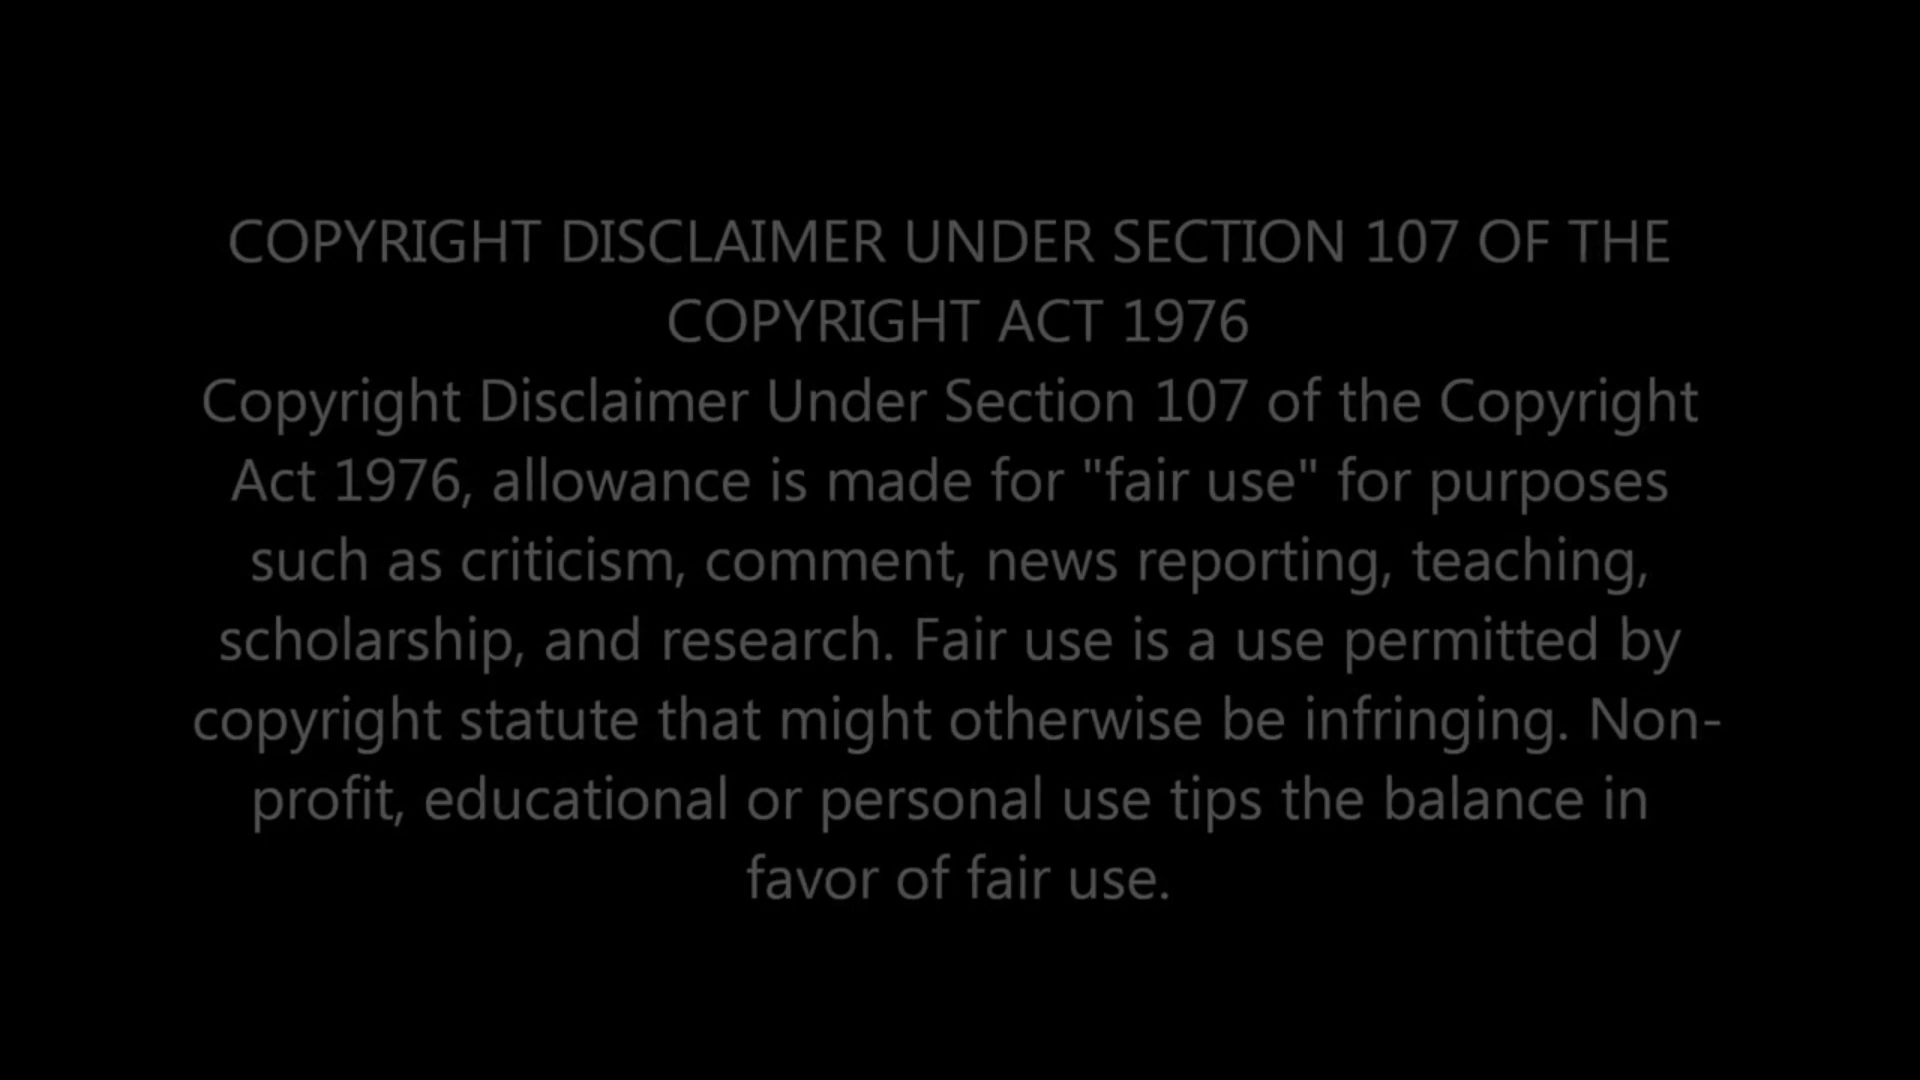 COPYRIGHT DISCLAIMER UNDER SECTION 107 OF THE
COPYRIGHT ACT 1976
Copyright Disclaimer Under Section 107 of the Copyright
Act 1976, allowance is made for "fair use" for purposes
such as criticism, comment, news reporting, teaching,
scholarship, and research. Fair use is a use permitted by
copyright statute that might otherwise be infringing. Non-
profit, educational or personal use tips the balance in
favor of fair use.